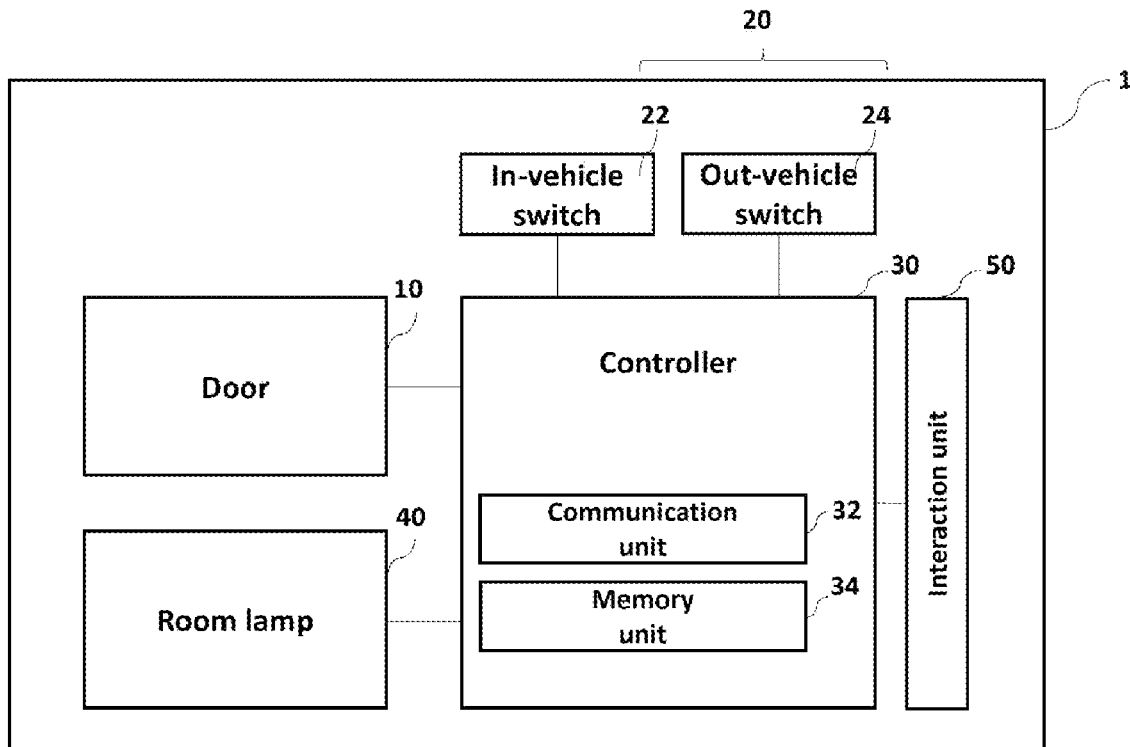 20
1
22
24
In-vehicle
switch
Out-vehicle
switch
10
30
50
Door
Controller
Interaction unit
40
Communication
unit
32
Room lamp
Memory
unit
34